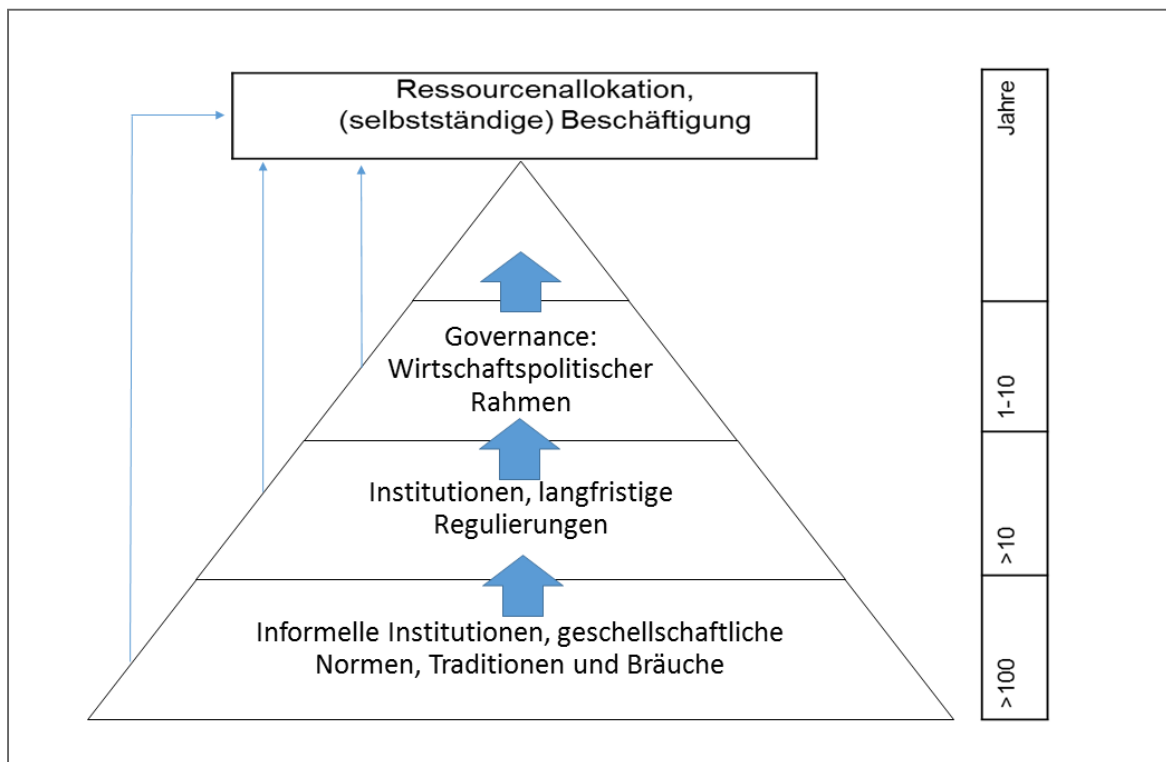 Ressourcenallokation,
(selbstständige) Beschäftigung
Jahre
Governance:
Wirtschaftspolitischer
Rahmen
1-10
Institutionen, langfristige
Regulierungen
>10
Informelle Institutionen, geschellschaftliche
Normen, Traditionen und Bräuche
>100